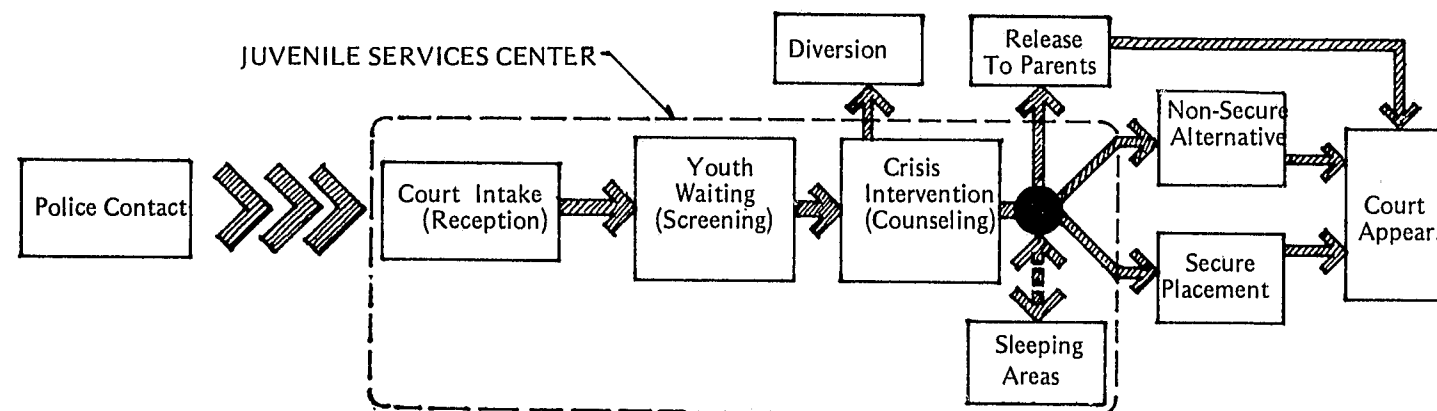 JUVENILE SERVICES CENTER
Diversion
Release
To Parents
Non-Secure
Alternative
Police Contact
Court Intake
(Reception)
Youth
Waiting
(Screening)
Crisis
Intervention
(Counseling)
Court
Appear.
Secure
Placement
Sleeping
Areas